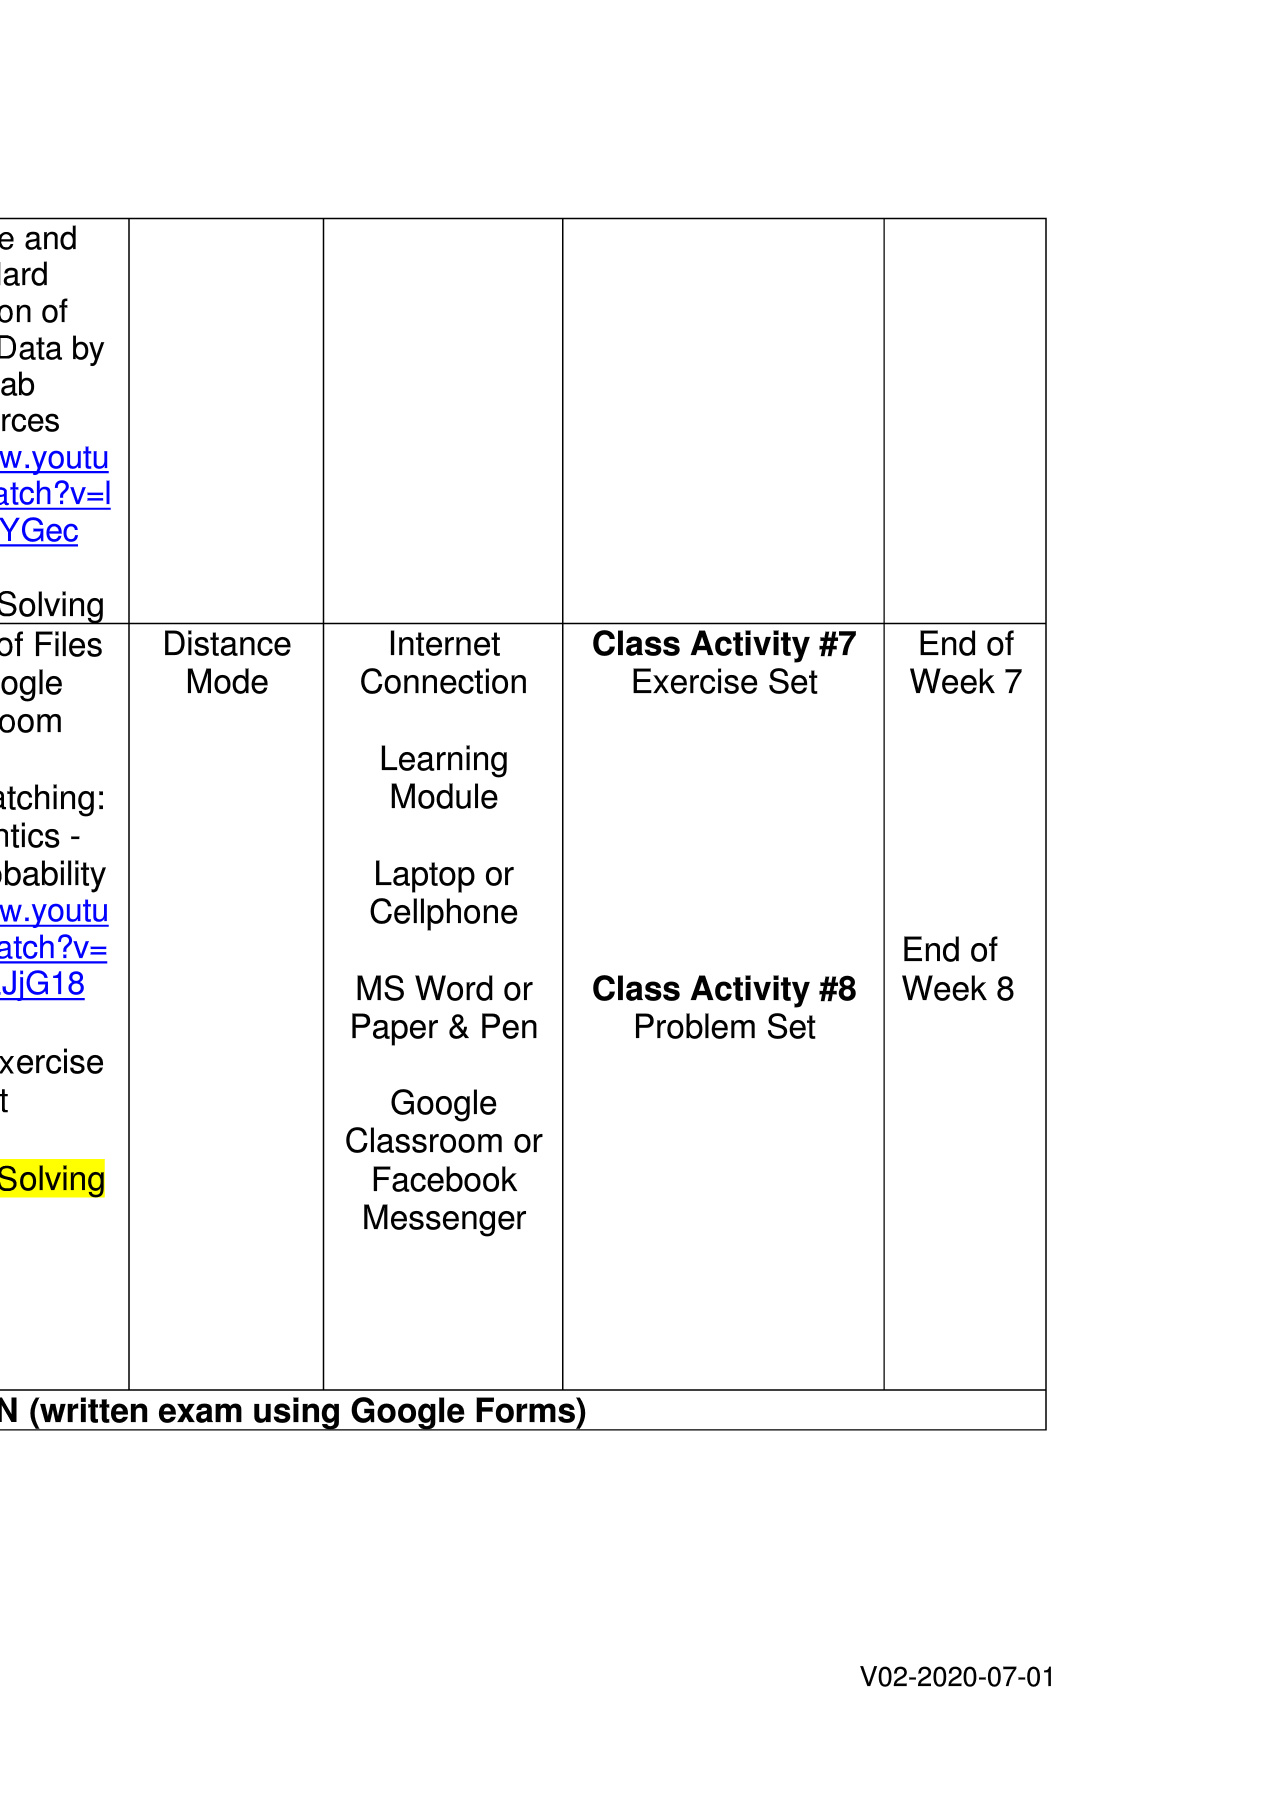 e and
lard
on of
Data by
ab
rces
w.youtu
atch?v=l
YGec
Solving
of Files
ogle
oom
atching:
ntics -
obability
w.youtu
atch?v=
JjG18
xercise
t
Solving
Distance
Mode
Internet
Connection
Learning
Module
Laptop or
Cellphone
MS Word or
Paper & Pen
Google
Classroom or
Facebook
Messenger
Class Activity #7
Exercise Set
Class Activity #8
Problem Set
End of
Week 7
End of
Week 8
N (written exam using Google Forms)
V02-2020-07-01